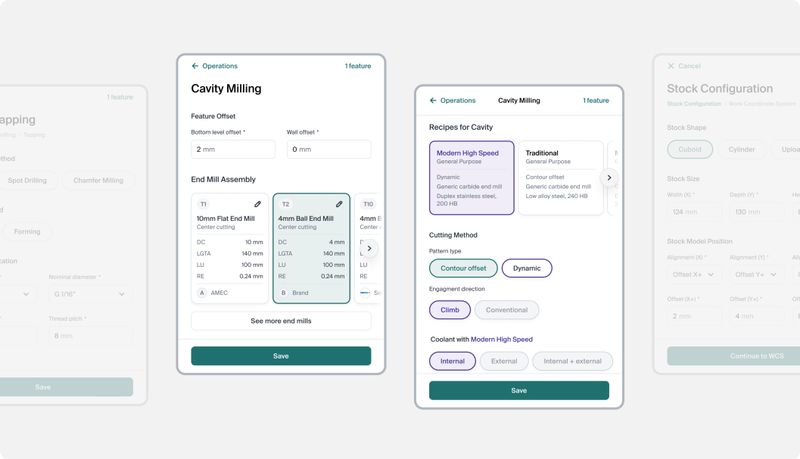 1 feature
apping
Tapping
Spot Drilling
Chamfer Milling
Forming
Nominal diameter *
G 1/16"
Thread pitch *
8 mm
Save
← Operations
1 feature
Cavity Milling
Feature Offset
Bottom level offset *
Wall offset *
2 mm
0 mm
End Mill Assembly
T1
10mm Flat End Mill
Center cutting
DC 10 mm
LGTA 140 mm
LU 100 mm
RE 0.24 mm
A AMEC
T2
4mm Ball End Mill
Center cutting
DC 4 mm
LGTA 140 mm
LU 100 mm
RE 0.24 mm
B Brand
T10
4mm B
Center
DC
LGTA
LU
RE
See more end mills
Save
← Operations
Cavity Milling
1 feature
Recipes for Cavity
Modern High Speed
General Purpose
Dynamic
Generic carbide end mill
Duplex stainless steel,
200 HB
Traditional
General Purpose
Contour offset
Generic carbide end mill
Low alloy steel, 240 HB
Cutting Method
Pattern type
Contour offset
Dynamic
Engagment direction
Climb
Conventional
Coolant with Modern High Speed
Internal
External
Internal + external
Save
× Cancel
Stock Configuration
Stock Configuration › Work Coordinate System
Stock Shape
Cuboid
Cylinder
Uploa
Stock Size
Width (X) *
Depth (Y) *
He
124 mm
130 mm
Stock Model Position
Alignment (X) *
Alignment (Y) *
Al
Offset X+
Offset Y+
Offset (X+) *
Offset (Y+) *
2 mm
4 mm
Continue to WCS